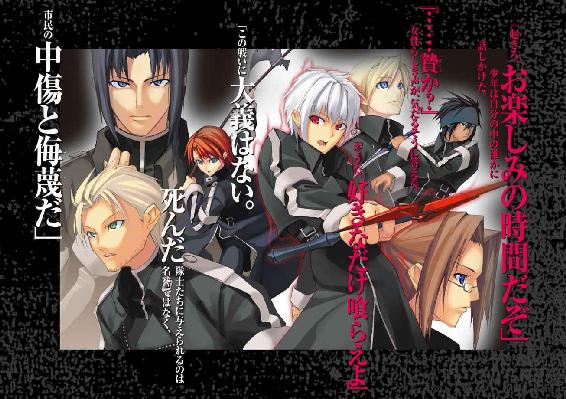 「起きろ、
お楽しみの時間だぞ」
少年は自分の中の誰かに
話しかけた。
『……贄か？』
「そうだ、
好きなだけ喰らえよ」
「この戦いに
大義はない。
死んだ
隊士たちに与えられるのは
名誉ではなく、
市民の
中傷と侮蔑だ」